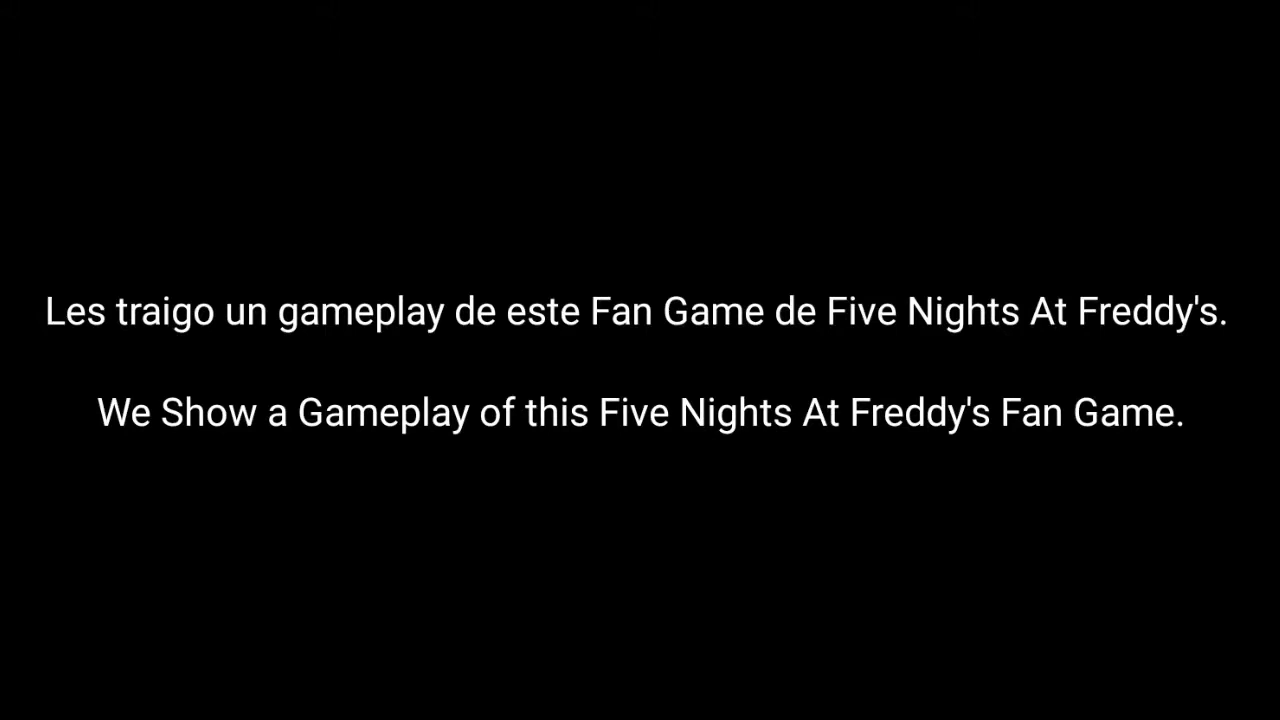 Les traigo un gameplay de este Fan Game de Five Nights At Freddy's.
We Show a Gameplay of this Five Nights At Freddy's Fan Game.